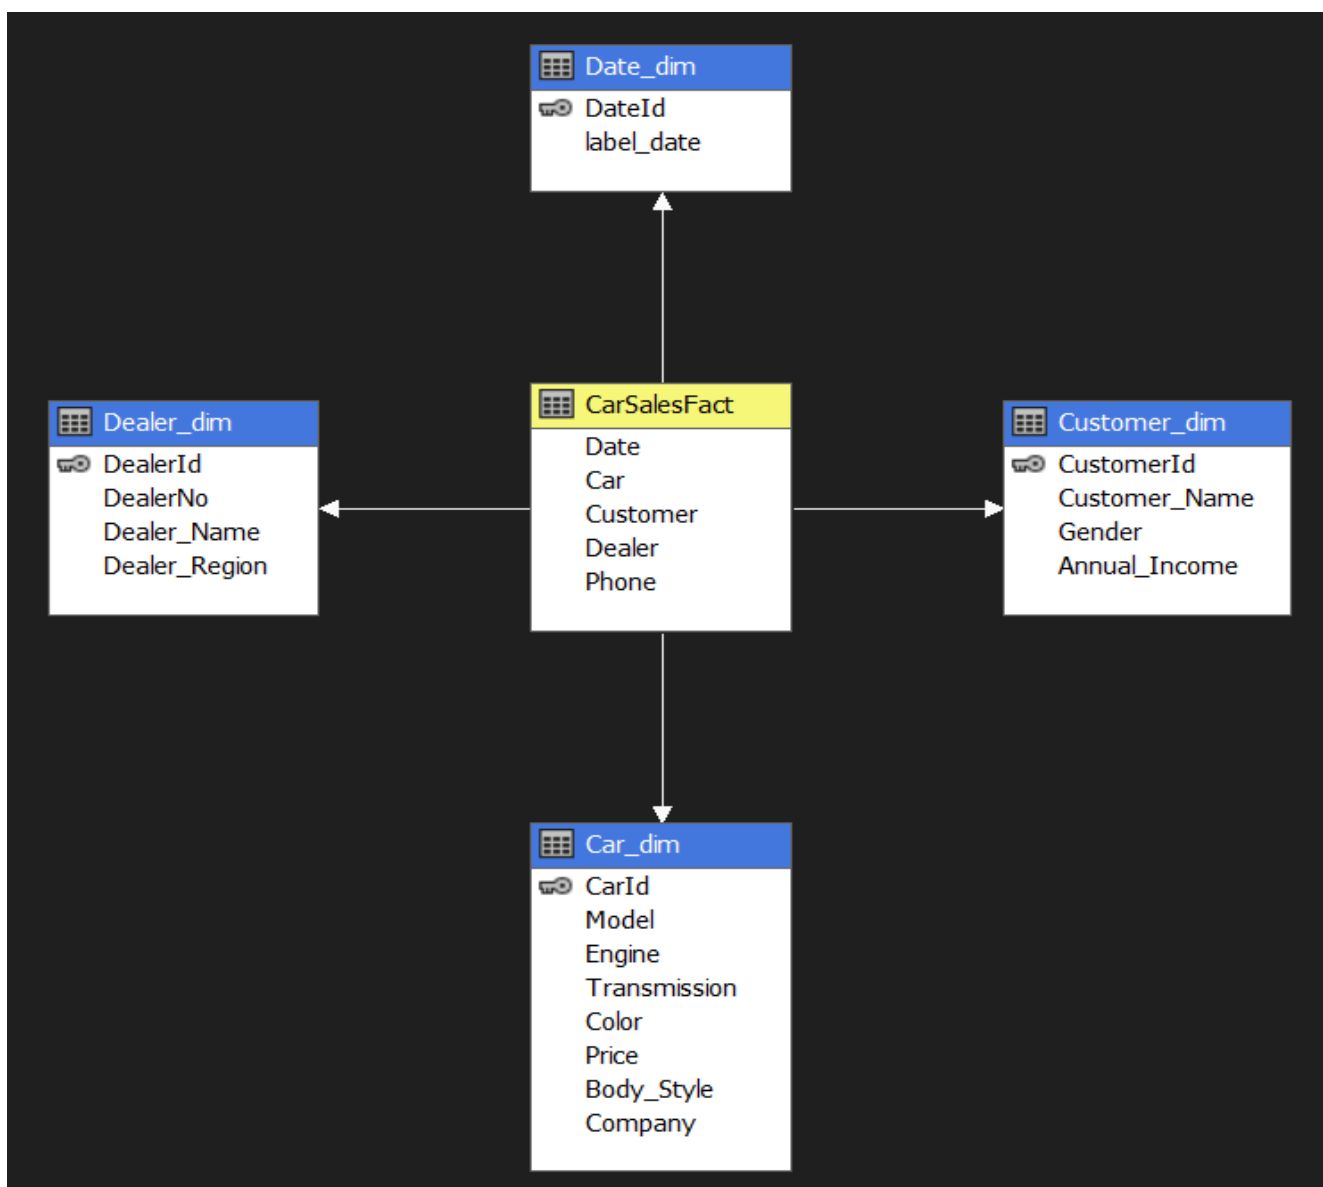 Date_dim
DateId
label_date
Dealer_dim
DealerId
DealerNo
Dealer_Name
Dealer_Region
CarSalesFact
Date
Car
Customer
Dealer
Phone
Customer_dim
CustomerId
Customer_Name
Gender
Annual_Income
Car_dim
CarId
Model
Engine
Transmission
Color
Price
Body_Style
Company